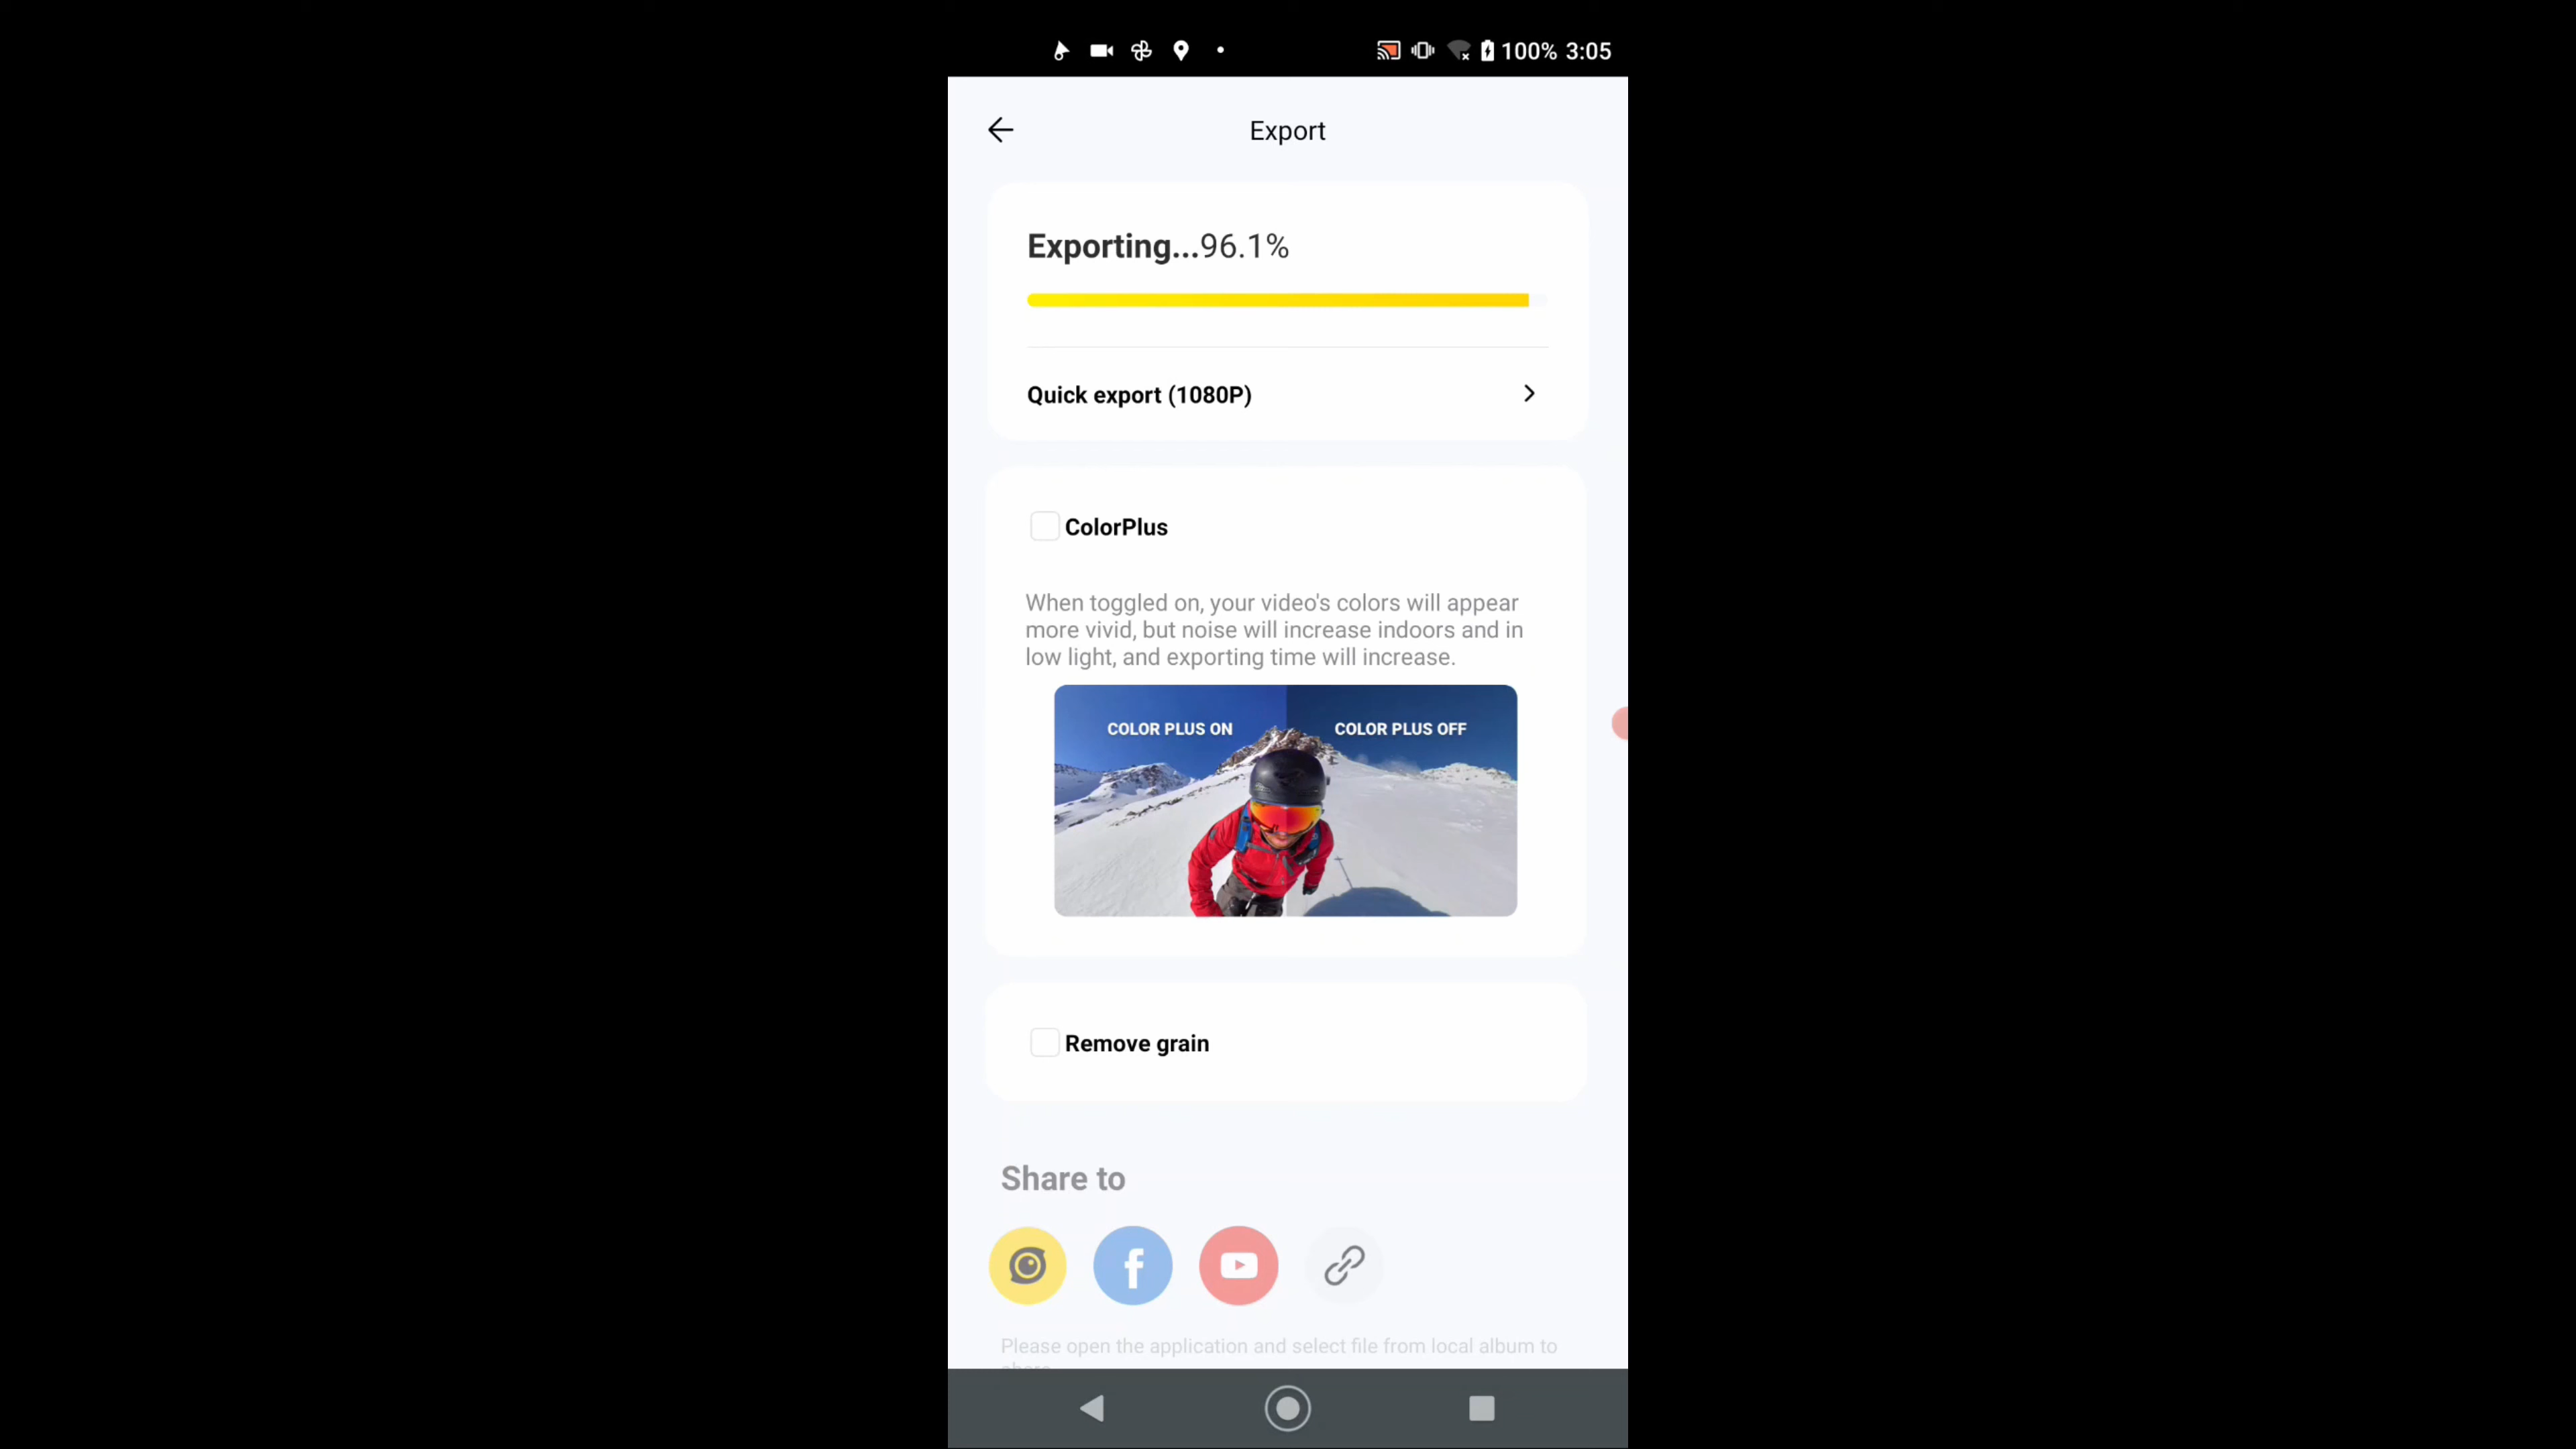 100% 3:05
Export
Exporting...96.1%
Quick export (1080P)
ColorPlus
When toggled on, your video's colors will appear
more vivid, but noise will increase indoors and in
low light, and exporting time will increase.
COLOR PLUS ON
COLOR PLUS OFF
Remove grain
Share to
Please open the application and select file from local album to